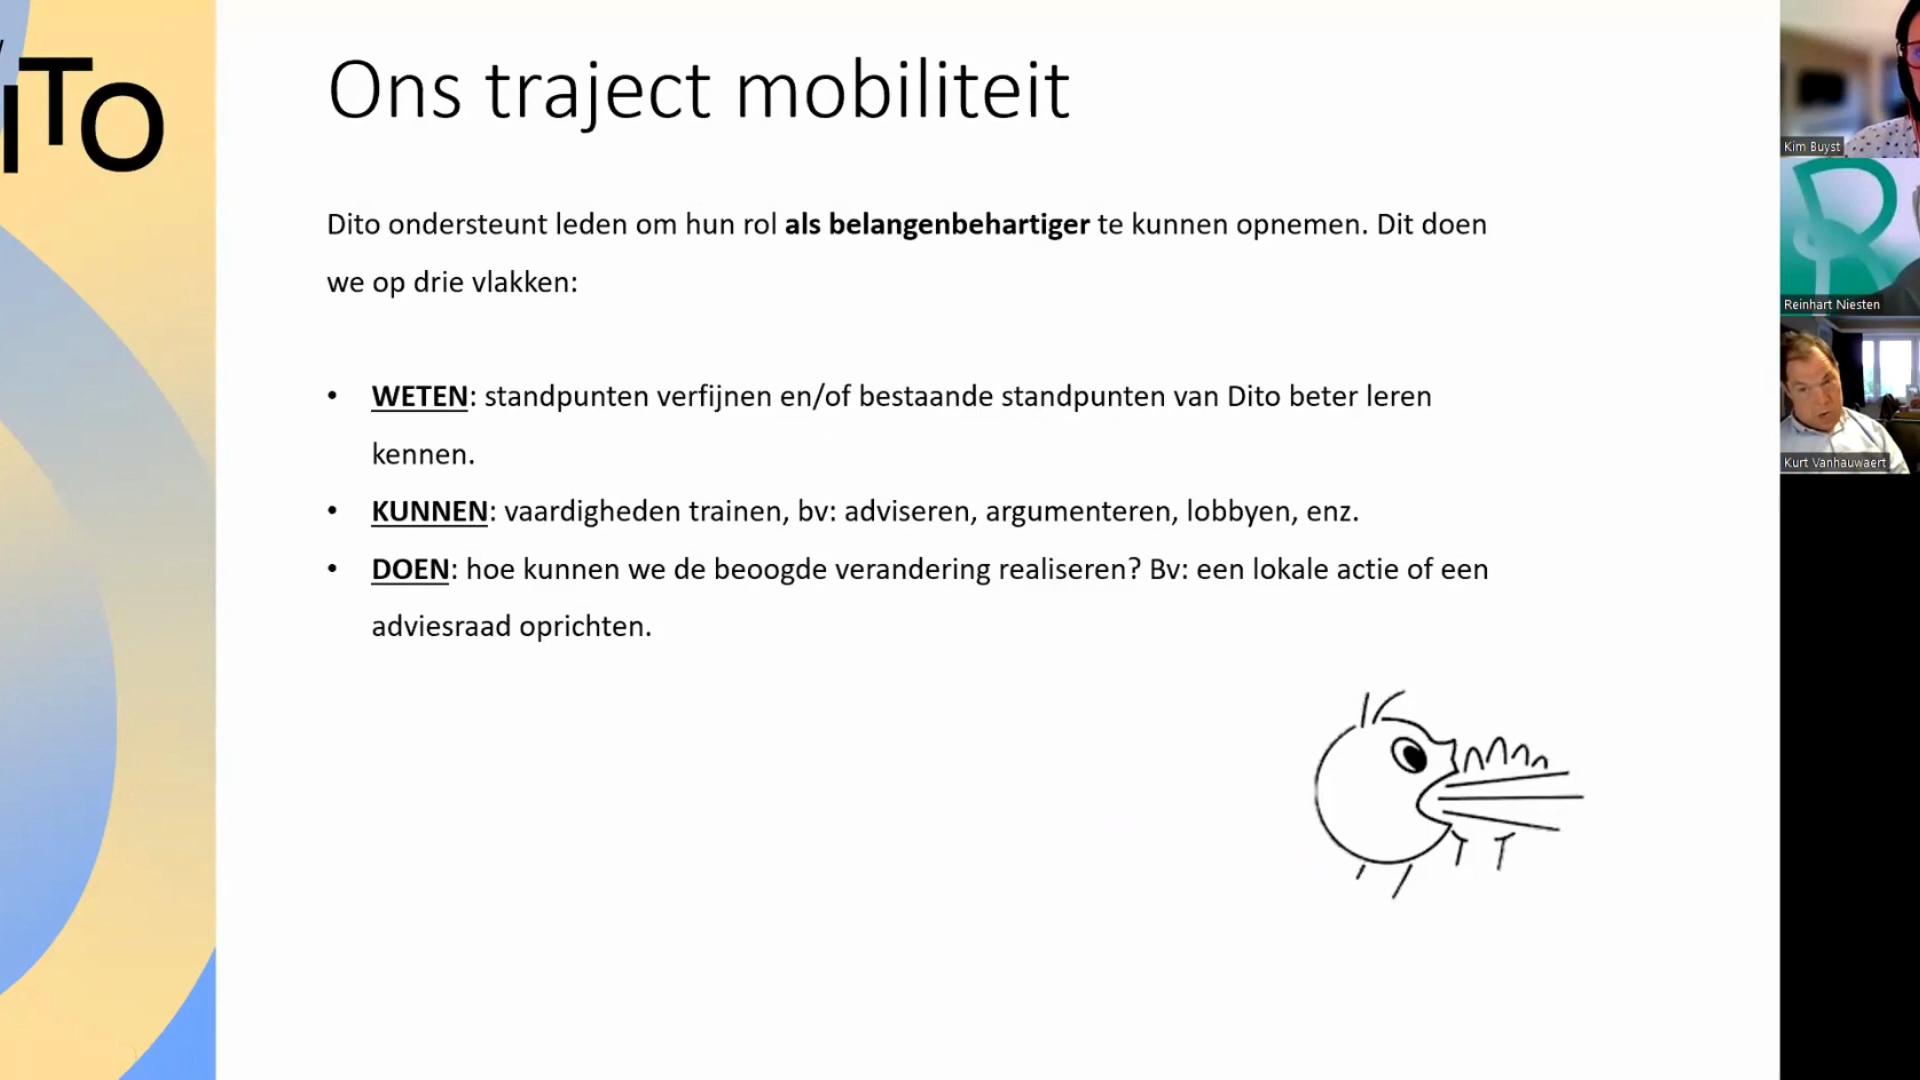 DiTo
Ons traject mobiliteit
Dito ondersteunt leden om hun rol als belangenbehartiger te kunnen opnemen. Dit doen
we op drie vlakken:
• WETEN: standpunten verfijnen en/of bestaande standpunten van Dito beter leren
kennen.
• KUNNEN: vaardigheden trainen, bv: adviseren, argumenteren, lobbyen, enz.
• DOEN: hoe kunnen we de beoogde verandering realiseren? Bv: een lokale actie of een
adviesraad oprichten.
Kim Buyst
Reinhart Niesten
Kurt Vanhauwaert